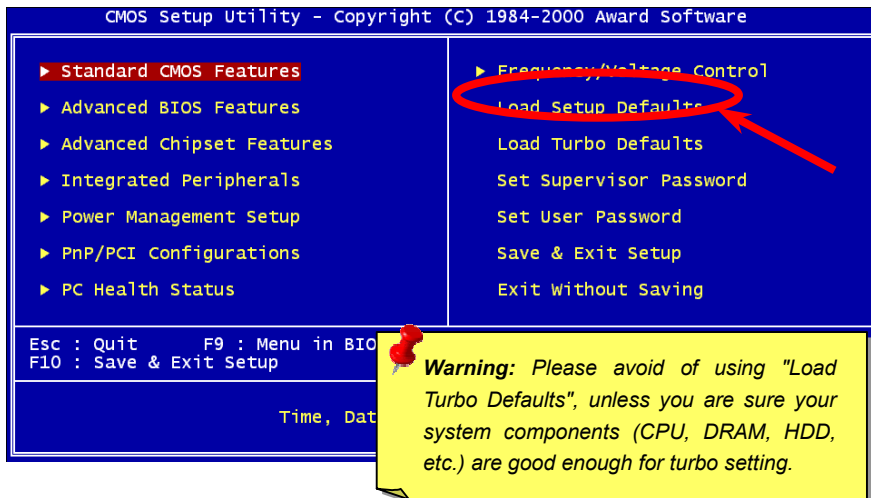 CMOS Setup Utility - Copyright (C) 1984-2000 Award Software
▶ Standard CMOS Features
▶ Advanced BIOS Features
▶ Advanced Chipset Features
▶ Integrated Peripherals
▶ Power Management Setup
▶ PnP/PCI Configurations
▶ PC Health Status
▶ Frequency/Voltage Control
Load Setup Defaults
Load Turbo Defaults
Set Supervisor Password
Set User Password
Save & Exit Setup
Exit Without Saving
Esc : Quit F9 : Menu in BIO
F10 : Save & Exit Setup
Time, Dat
Warning: Please avoid of using "Load
Turbo Defaults", unless you are sure your
system components (CPU, DRAM, HDD,
etc.) are good enough for turbo setting.